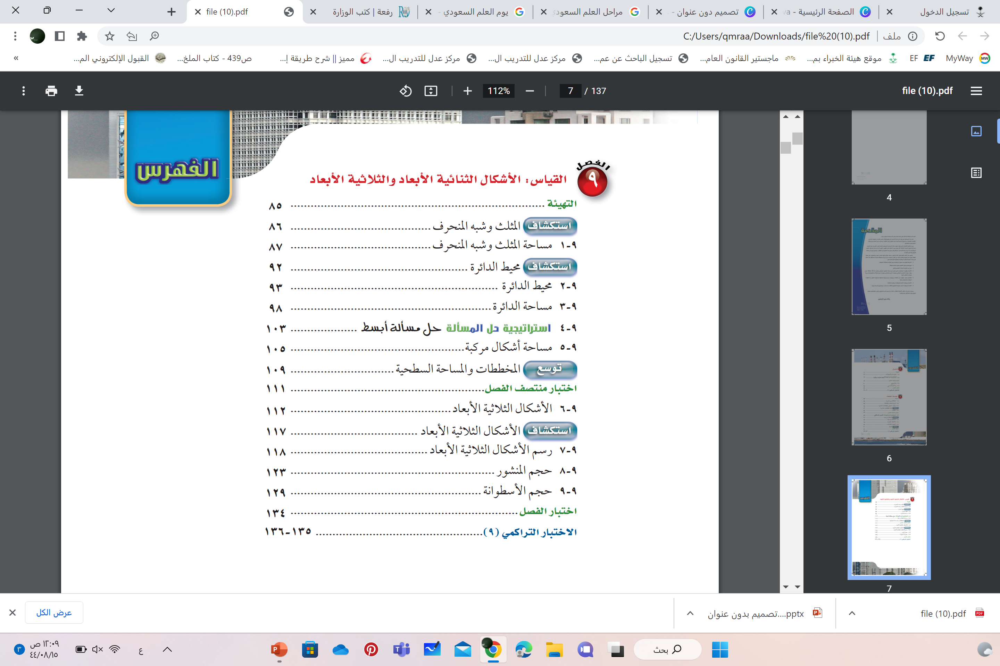 تسجيل الدخول
الصفحة الرئيسية - va
تصميم دون عنوان -
مراحل العلم السعودي
يوم العلم السعودي -
رفعة | كتب الوزارة
file (10).pdf
ملف C:/Users/qmraa/Downloads/file%20(10).pdf
MyWay
EF
موقع هيئة الخبراء بم...
ماجستير القانون العام...
تسجيل الباحث عن عم...
مركز عدل للتدريب ال...
مركز عدل للتدريب ال...
مميز || شرح طريقة إ...
ص439 - كتاب الملخ...
القبول الإلكتروني الم...
»
file (10).pdf
7 / 137
112%
الفهرس
الفصل ٩
القياس: الأشكال الثنائية الأبعاد والثلاثية الأبعاد
التهيئة ........ ٨٥
استكشاف المثلث وشبه المنحرف ........ ٨٦
٩-١ مساحة المثلث وشبه المنحرف ........ ٨٧
استكشاف محيط الدائرة ........ ٩٢
٩-٢ محيط الدائرة ........ ٩٣
٩-٣ مساحة الدائرة ........ ٩٨
٩-٤ استراتيجية حل المسألة حل مسألة أبسط ........ ١٠٣
٩-٥ مساحة أشكال مركبة ........ ١٠٥
توسع المخططات والمساحة السطحية ........ ١٠٩
اختبار منتصف الفصل ........ ١١١
٩-٦ الأشكال الثلاثية الأبعاد ........ ١١٢
استكشاف الأشكال الثلاثية الأبعاد ........ ١١٧
٩-٧ رسم الأشكال الثلاثية الأبعاد ........ ١١٨
٩-٨ حجم المنشور ........ ١٢٣
٩-٩ حجم الأسطوانة ........ ١٢٩
اختبار الفصل ........ ١٣٤
الاختبار التراكمي (٩) ........ ١٣٥-١٣٦
4
المقدمة
5
6
الفهرس
7
file (10).pdf
تصميم بدون عنوان....pptx
عرض الكل
بحث
ع
١٢:٠٩ ص
٤٤/٠٨/١٥
٣